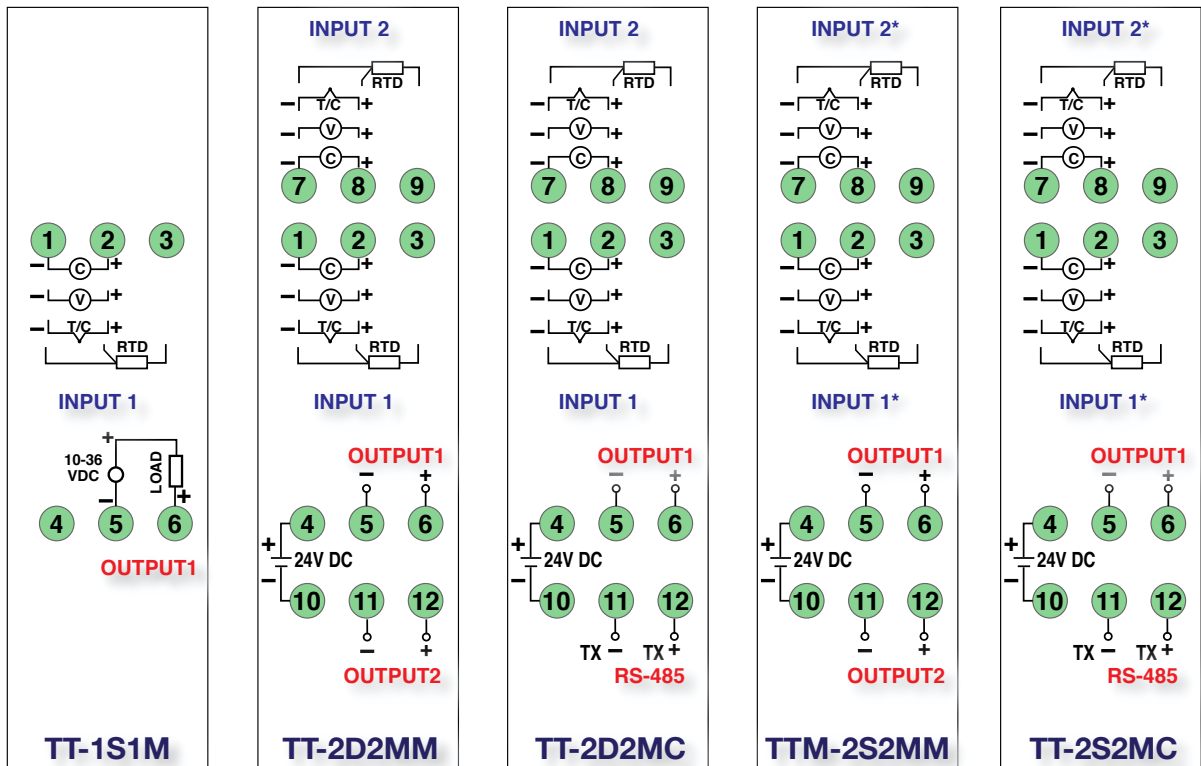 INPUT 2 INPUT 2 INPUT 2* INPUT 2*
RTD RTD RTD RTD
− T/C + − T/C + − T/C + − T/C +
− V + − V + − V + − V +
− C + − C + − C + − C +
7 8 9 7 8 9 7 8 9 7 8 9
1 2 3 1 2 3 1 2 3 1 2 3 1 2 3
− C + − C + − C + − C + − C +
− V + − V + − V + − V + − V +
− T/C + − T/C + − T/C + − T/C + − T/C +
RTD RTD RTD RTD RTD
INPUT 1 INPUT 1 INPUT 1 INPUT 1* INPUT 1*
+ 10-36 VDC − LOAD +
OUTPUT1 OUTPUT1 OUTPUT1 OUTPUT1
− + − + − + − +
4 5 6 4 5 6 4 5 6 4 5 6 4 5 6
OUTPUT1
+ 24V DC − + 24V DC − + 24V DC − + 24V DC −
10 11 12 10 11 12 10 11 12 10 11 12
− + TX − TX + − + TX − TX +
OUTPUT2 RS-485 OUTPUT2 RS-485
TT-1S1M TT-2D2MM TT-2D2MC TTM-2S2MM TT-2S2MC